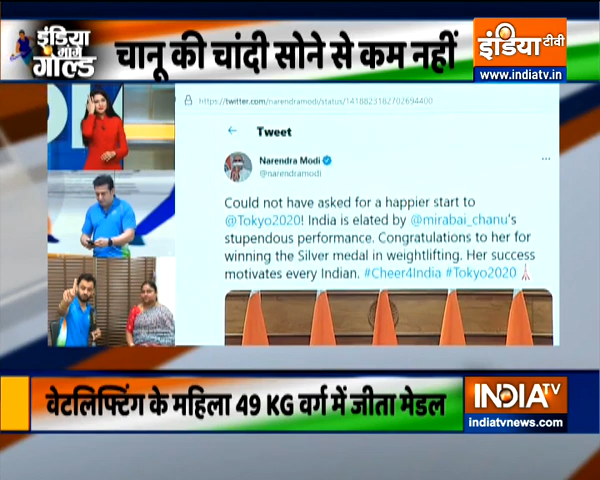 इंडिया
मांगे
गोल्ड
चानू की चांदी सोने से कम नहीं
इंडिया टीवी
www.indiatv.in
https://twitter.com/narendramodi/status/1418823182702694400
Tweet
Narendra Modi
@narendramodi
Could not have asked for a happier start to
@Tokyo2020! India is elated by @mirabai_chanu's
stupendous performance. Congratulations to her for
winning the Silver medal in weightlifting. Her success
motivates every Indian. #Cheer4India #Tokyo2020
वेटलिफ्टिंग के महिला 49 KG वर्ग में जीता मेडल
INDIA TV
indiatvnews.com